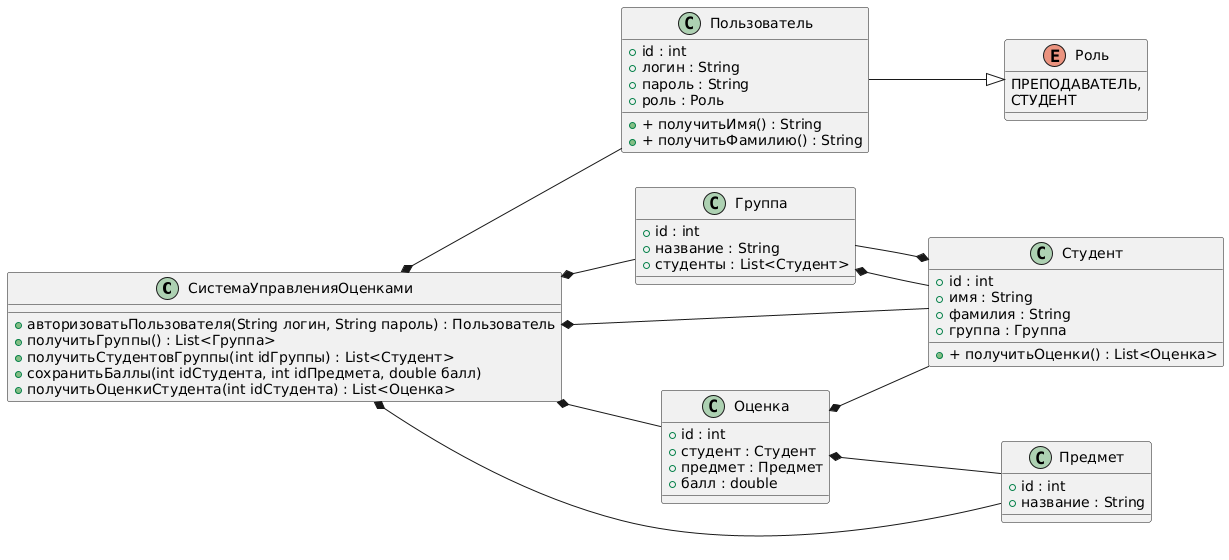 C Пользователь
id : int
логин : String
пароль : String
роль : Роль
+ получитьИмя() : String
+ получитьФамилию() : String
E Роль
ПРЕПОДАВАТЕЛЬ,
СТУДЕНТ
C Группа
id : int
название : String
студенты : List<Студент>
C Студент
id : int
имя : String
фамилия : String
группа : Группа
+ получитьОценки() : List<Оценка>
C СистемаУправленияОценками
авторизоватьПользователя(String логин, String пароль) : Пользователь
получитьГруппы() : List<Группа>
получитьСтудентовГруппы(int idГруппы) : List<Студент>
сохранитьБаллы(int idСтудента, int idПредмета, double балл)
получитьОценкиСтудента(int idСтудента) : List<Оценка>
C Оценка
id : int
студент : Студент
предмет : Предмет
балл : double
C Предмет
id : int
название : String